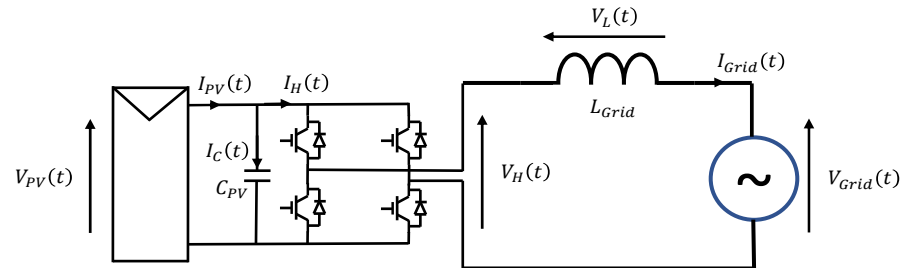 V_L(t)
I_PV(t)
I_H(t)
I_Grid(t)
L_Grid
I_C(t)
V_PV(t)
C_PV
V_H(t)
V_Grid(t)
~